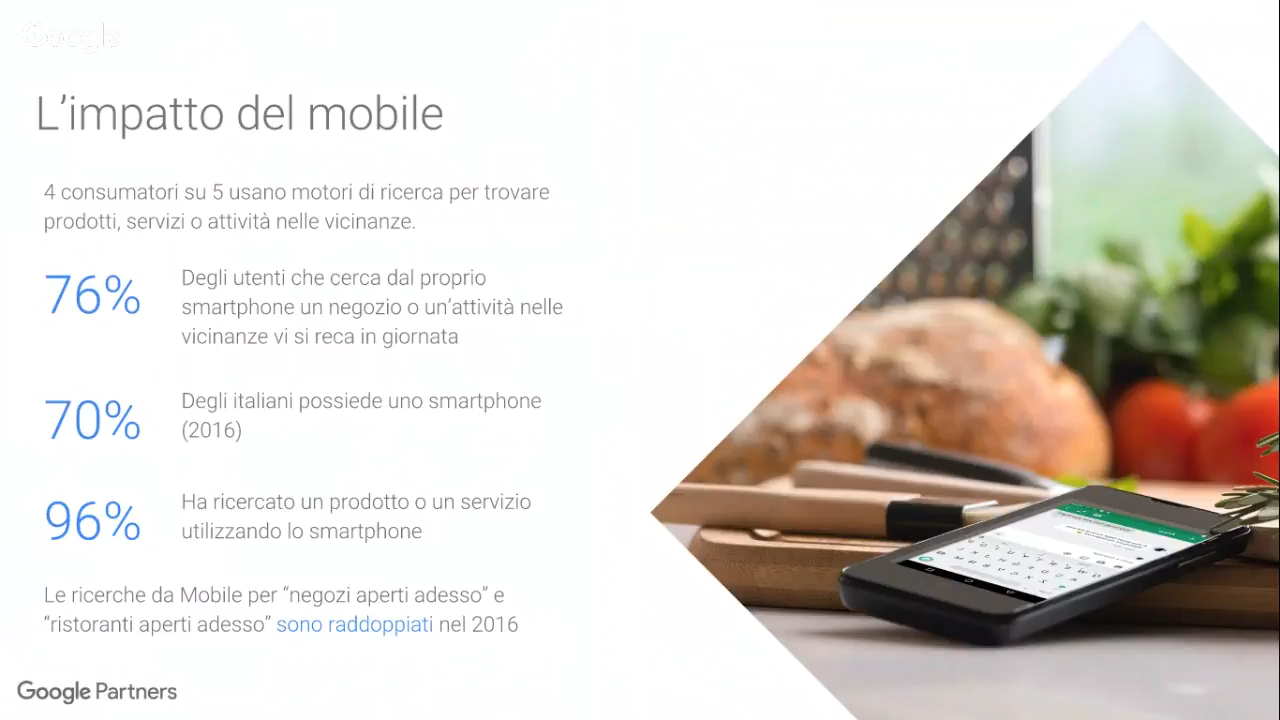 Google
L'impatto del mobile
4 consumatori su 5 usano motori di ricerca per trovare
prodotti, servizi o attività nelle vicinanze.
76%
Degli utenti che cerca dal proprio
smartphone un negozio o un'attività nelle
vicinanze vi si reca in giornata
70%
Degli italiani possiede uno smartphone
(2016)
96%
Ha ricercato un prodotto o un servizio
utilizzando lo smartphone
Le ricerche da Mobile per “negozi aperti adesso” e
“ristoranti aperti adesso” sono raddoppiati nel 2016
Google Partners